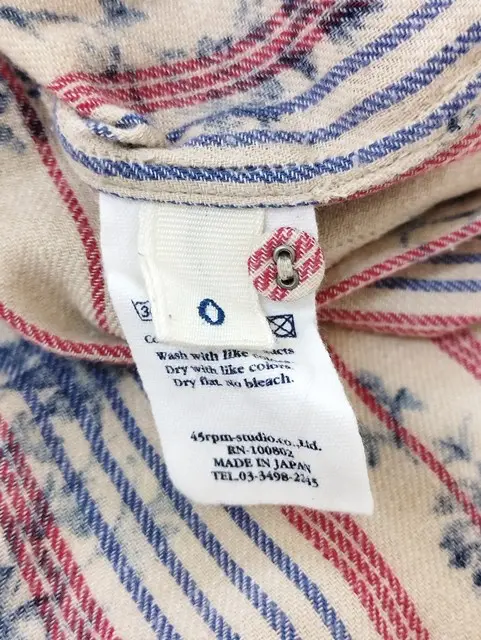 0
Wash with like
Dry with like colors.
Dry flat. No bleach.
45rpm-studio.co.,Ltd.
RN-100802
MADE IN JAPAN
TEL.03-3498-2245